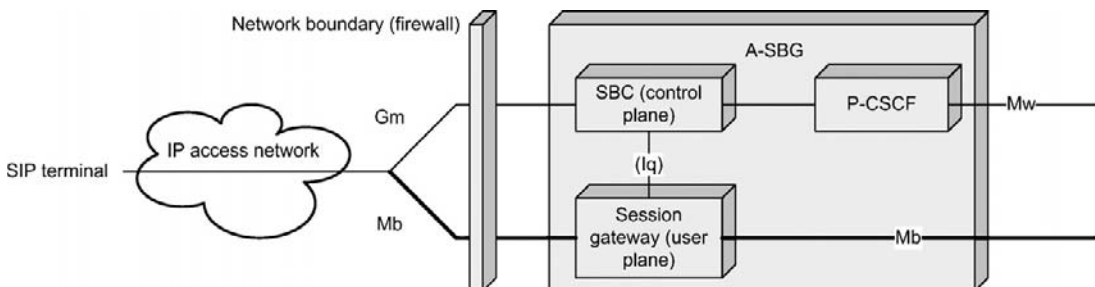 Network boundary (firewall)
A-SBG
SBC (control
plane)
P-CSCF
Mw
Gm
IP access network
(Iq)
SIP terminal
Mb
Session
gateway (user
plane)
Mb